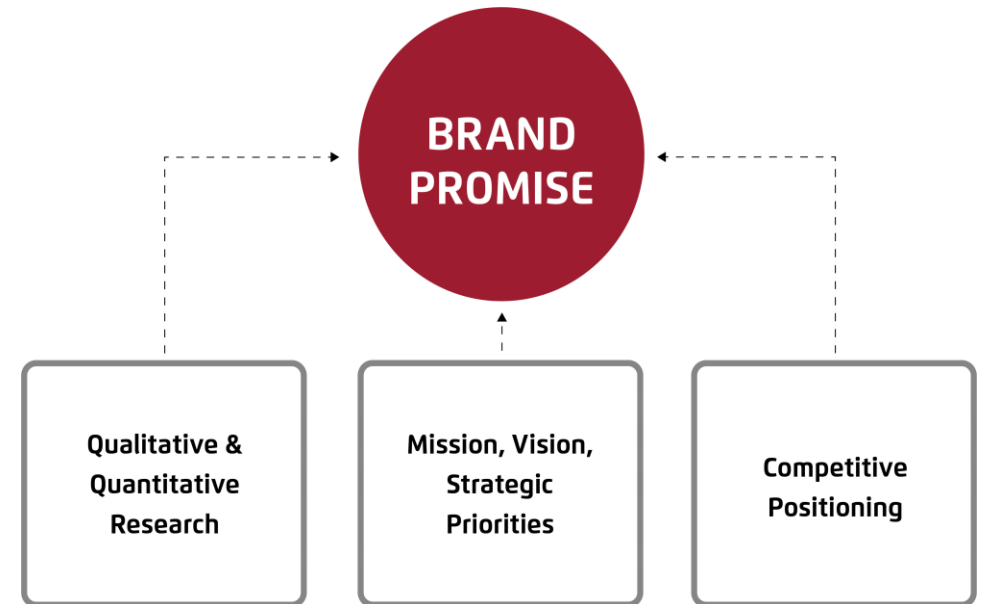 BRAND
PROMISE
Qualitative &
Quantitative
Research
Mission, Vision,
Strategic
Priorities
Competitive
Positioning